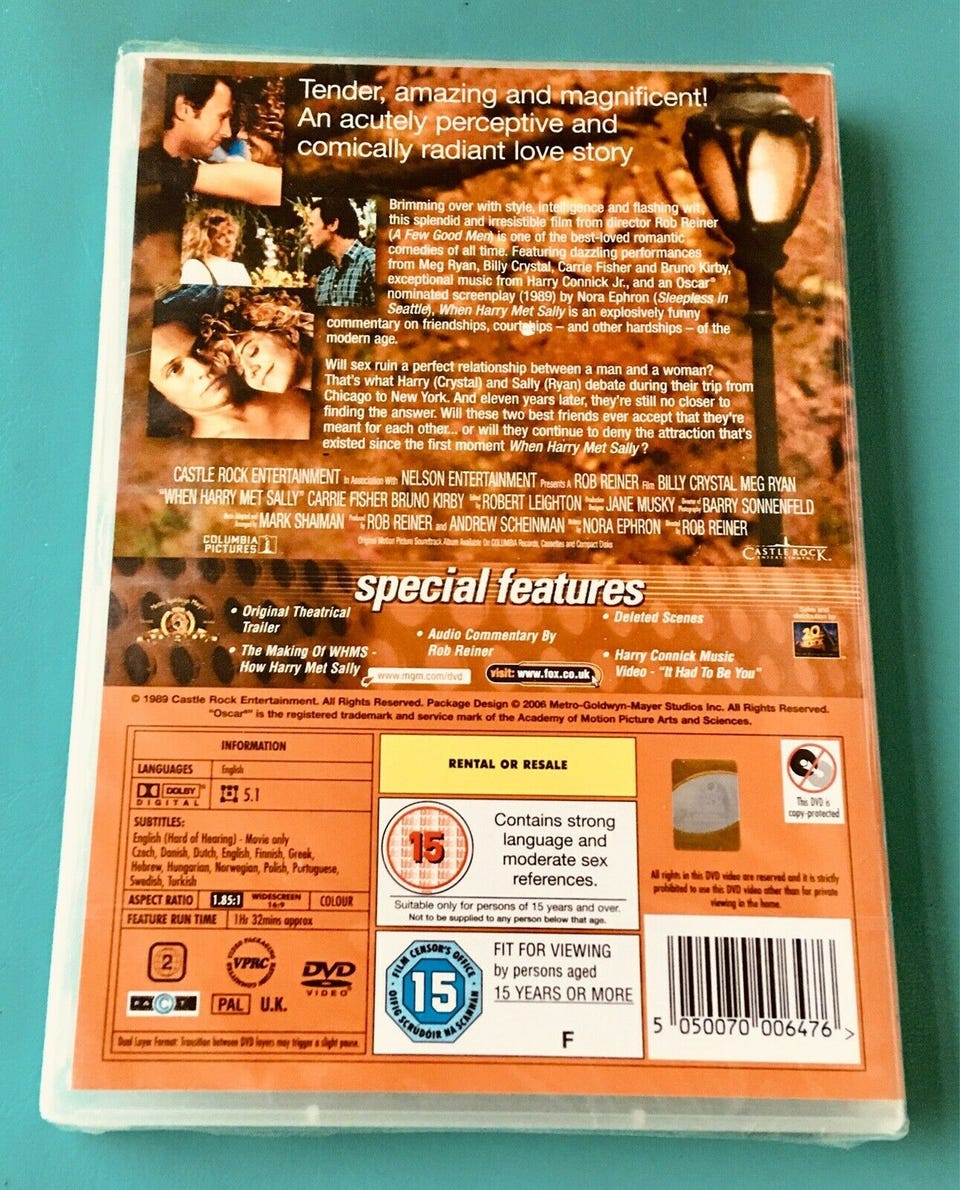 Tender, amazing and magnificent!
An acutely perceptive and
comically radiant love story
Brimming over with style, intelligence and flashing wit,
this splendid and irresistible film from director Rob Reiner
(A Few Good Men) is one of the best-loved romantic
comedies of all time. Featuring dazzling performances
from Meg Ryan, Billy Crystal, Carrie Fisher and Bruno Kirby,
exceptional music from Harry Connick Jr., and an Oscar®
nominated screenplay (1989) by Nora Ephron (Sleepless in
Seattle), When Harry Met Sally is an explosively funny
commentary on friendships, courtships – and other hardships – of the
modern age.
Will sex ruin a perfect relationship between a man and a woman?
That's what Harry (Crystal) and Sally (Ryan) debate during their trip from
Chicago to New York. And eleven years later, they're still no closer to
finding the answer. Will these two best friends ever accept that they're
meant for each other... or will they continue to deny the attraction that's
existed since the first moment When Harry Met Sally?
CASTLE ROCK ENTERTAINMENT In Association With NELSON ENTERTAINMENT Presents A ROB REINER Film BILLY CRYSTAL MEG RYAN
"WHEN HARRY MET SALLY" CARRIE FISHER BRUNO KIRBY ROBERT LEIGHTON JANE MUSKY BARRY SONNENFELD
MARK SHAIMAN ROB REINER and ANDREW SCHEINMAN NORA EPHRON ROB REINER
Original Motion Picture Soundtrack Album Available On COLUMBIA Records, Cassettes and Compact Disks
COLUMBIA
PICTURES
CASTLE ROCK
ENTERTAINMENT
special features
• Original Theatrical
Trailer
• The Making Of WHMS -
How Harry Met Sally
• Audio Commentary By
Rob Reiner
• Deleted Scenes
• Harry Connick Music
Video - "It Had To Be You"
www.mgm.com/dvd
visit: www.fox.co.uk
Sales and
distribution by
20
FOX
© 1989 Castle Rock Entertainment. All Rights Reserved. Package Design © 2006 Metro-Goldwyn-Mayer Studios Inc. All Rights Reserved.
"Oscar®" is the registered trademark and service mark of the Academy of Motion Picture Arts and Sciences.
INFORMATION
LANGUAGES English
DOLBY
DIGITAL 5.1
SUBTITLES:
English (Hard of Hearing) - Movie only
Czech, Danish, Dutch, English, Finnish, Greek,
Hebrew, Hungarian, Norwegian, Polish, Purtuguese,
Swedish, Turkish
ASPECT RATIO 1.85:1 WIDESCREEN 16:9 COLOUR
FEATURE RUN TIME 1Hr 32mins approx
2
VIDEO PACKAGING REVIEW COMMITTEE
VPRC
DVD
VIDEO
FACT
PAL U.K.
Dual Layer Format: Transition between DVD layers may trigger a slight pause.
RENTAL OR RESALE
15
Contains strong
language and
moderate sex
references.
Suitable only for persons of 15 years and over.
Not to be supplied to any person below that age.
FILM CENSOR'S OFFICE
15
OIFIG SCRÚDÓIR NA SCANNÁN
FIT FOR VIEWING
by persons aged
15 YEARS OR MORE
F
This DVD is
copy-protected
All rights in this DVD video are reserved and it is strictly
prohibited to use this DVD video other than for private
viewing in the home.
5 050070 006476 >